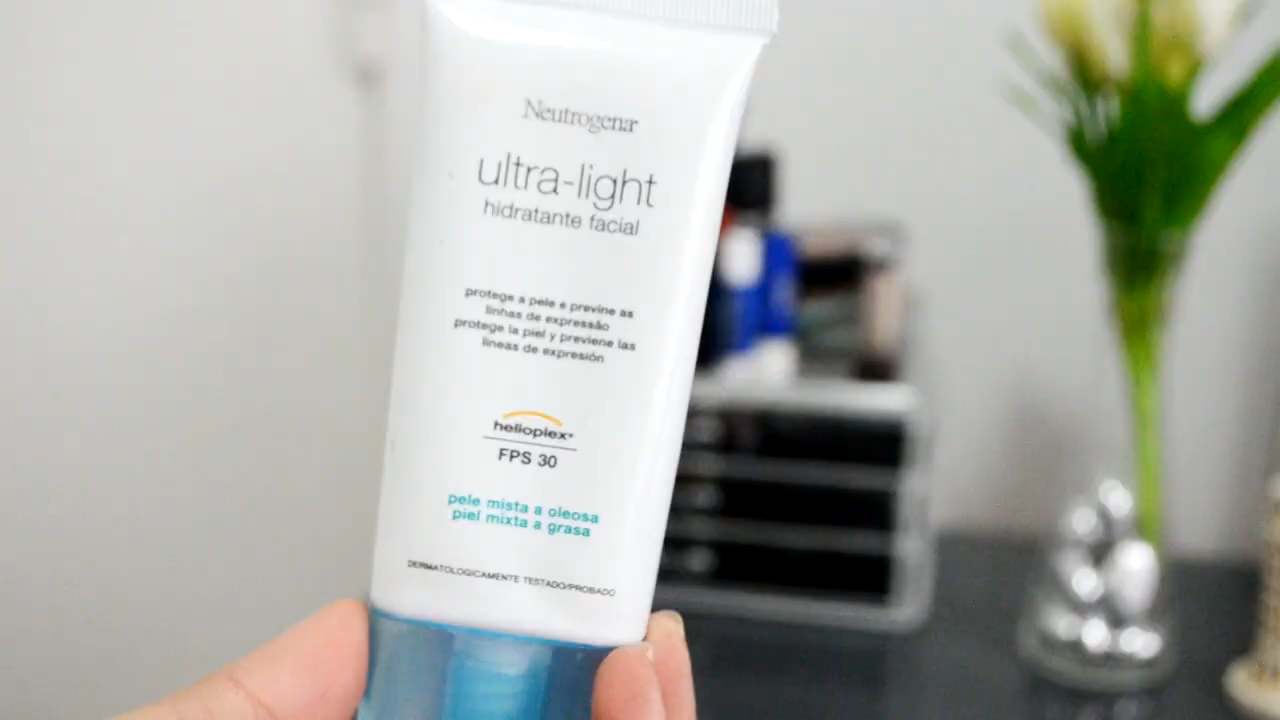 Neutrogena
ultra-light
hidratante facial
protege a pele e previne as
linhas de expressão
protege la piel y previene las
líneas de expresión
helioplex
FPS 30
pele mista a oleosa
piel mixta a grasa
DERMATOLOGICAMENTE TESTADO/PROBADO